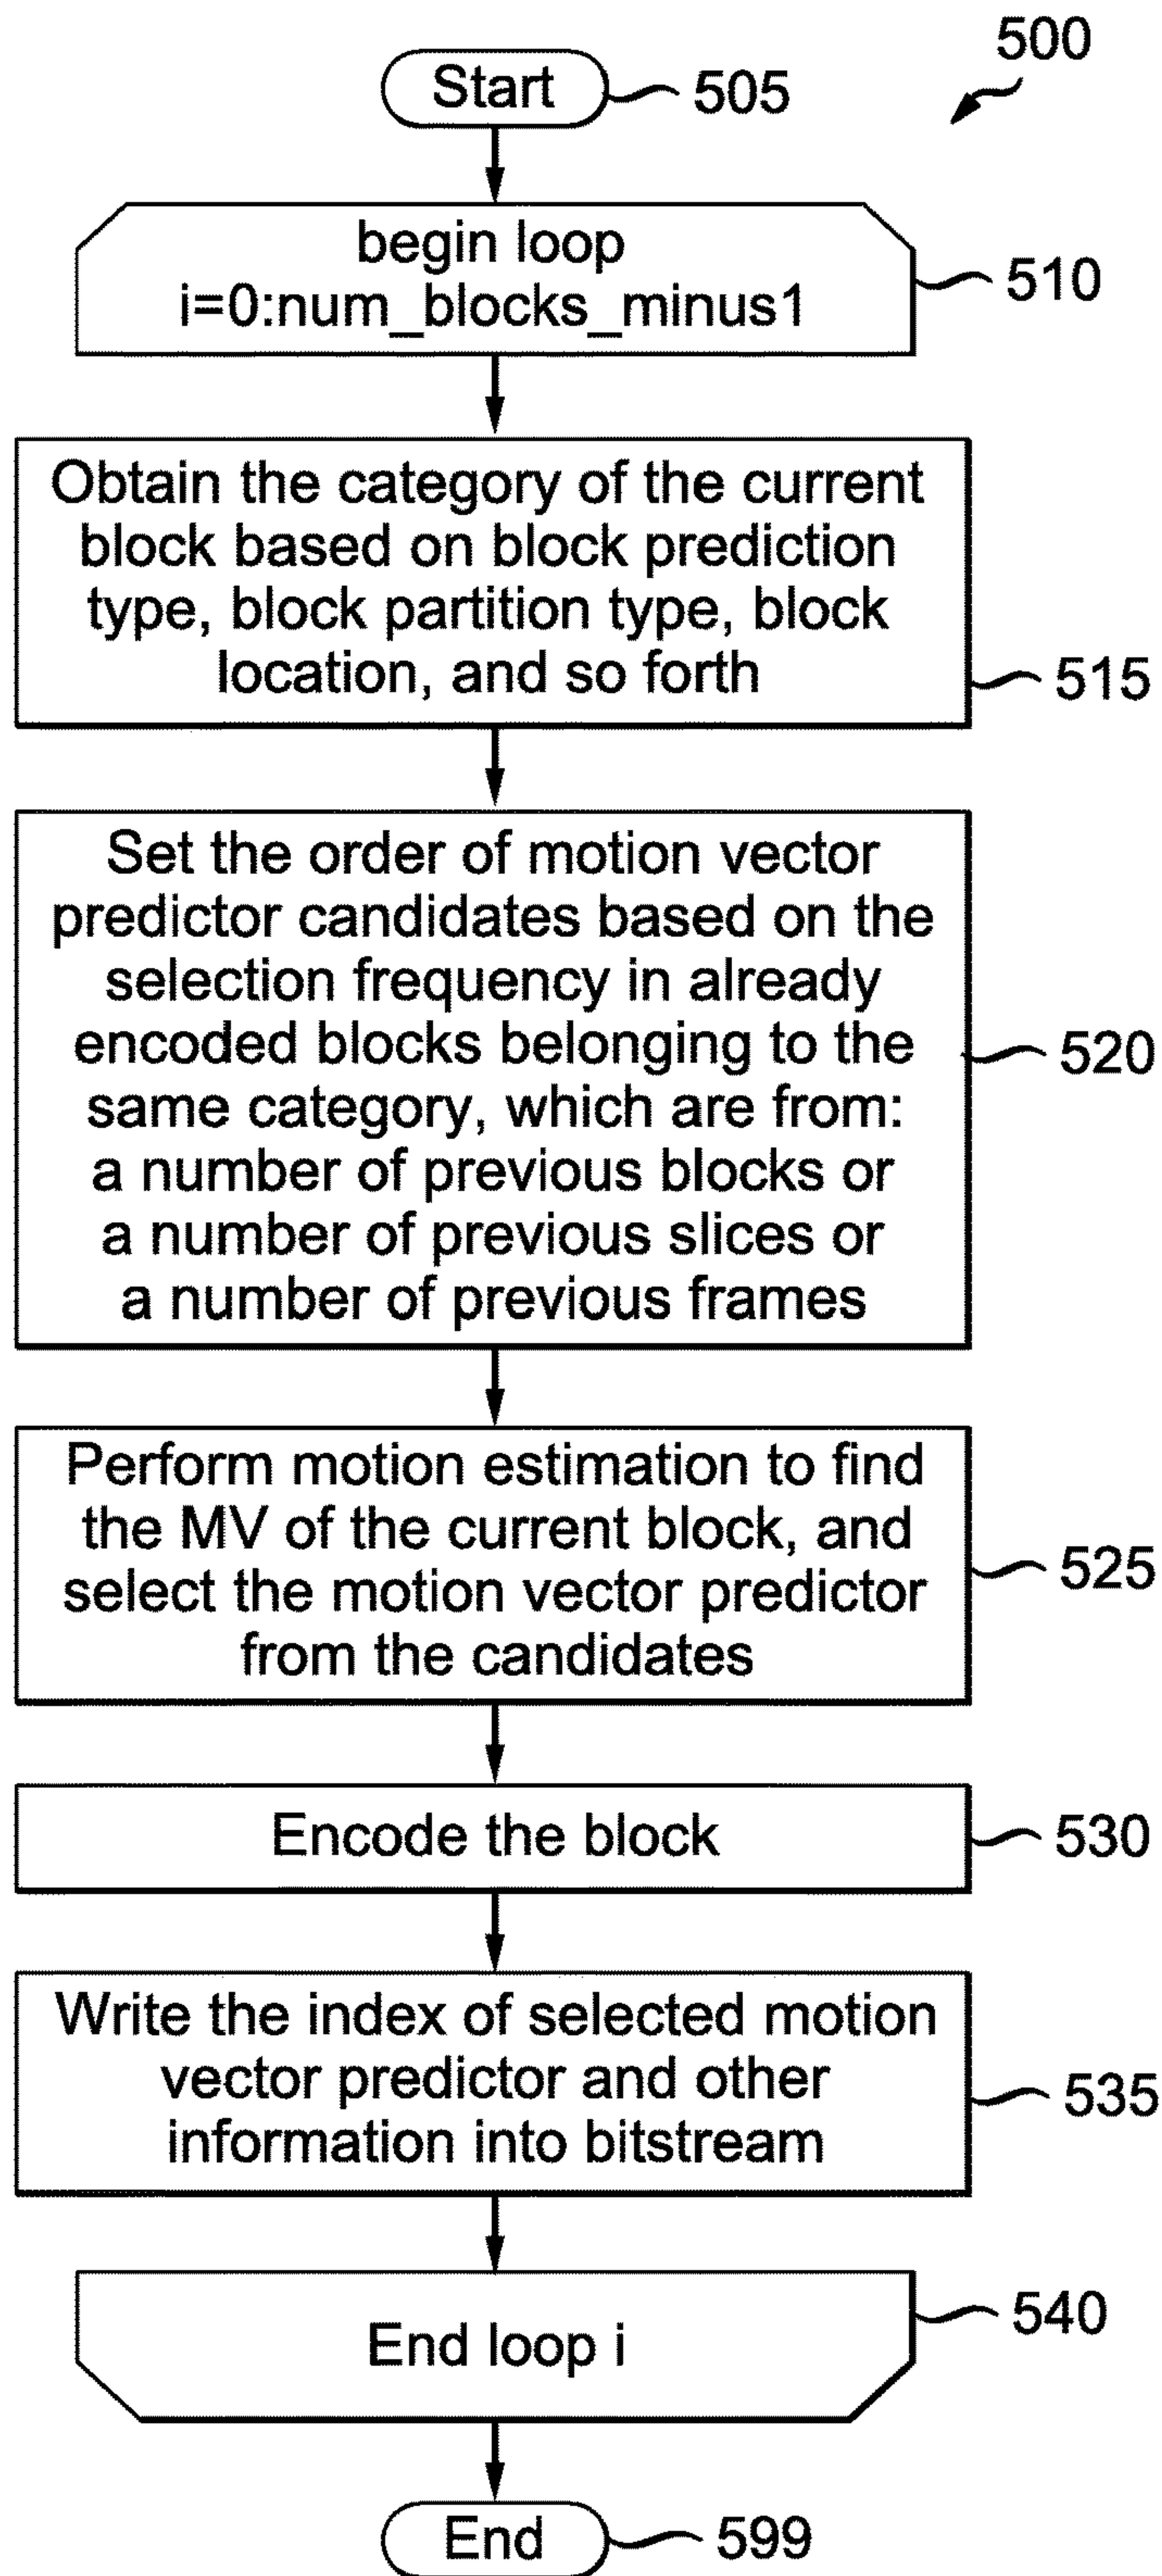 500
Start
505
begin loop
i=0:num_blocks_minus1
510
Obtain the category of the current
block based on block prediction
type, block partition type, block
location, and so forth
515
Set the order of motion vector
predictor candidates based on the
selection frequency in already
encoded blocks belonging to the
same category, which are from:
a number of previous blocks or
a number of previous slices or
a number of previous frames
520
Perform motion estimation to find
the MV of the current block, and
select the motion vector predictor
from the candidates
525
Encode the block
530
Write the index of selected motion
vector predictor and other
information into bitstream
535
End loop i
540
End
599